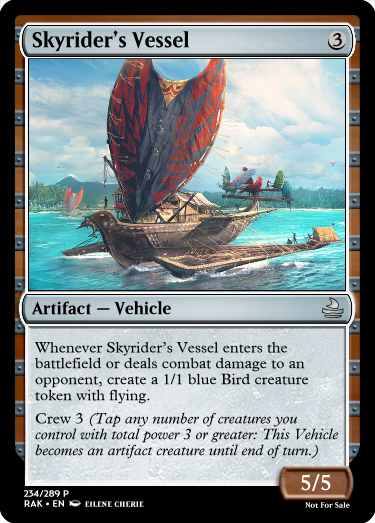 Skyrider's Vessel 3
Artifact — Vehicle
Whenever Skyrider's Vessel enters the
battlefield or deals combat damage to an
opponent, create a 1/1 blue Bird creature
token with flying.
Crew 3 (Tap any number of creatures you
control with total power 3 or greater: This Vehicle
becomes an artifact creature until end of turn.)
5/5
234/289 P
RAK • EN EILENE CHERIE
Not For Sale